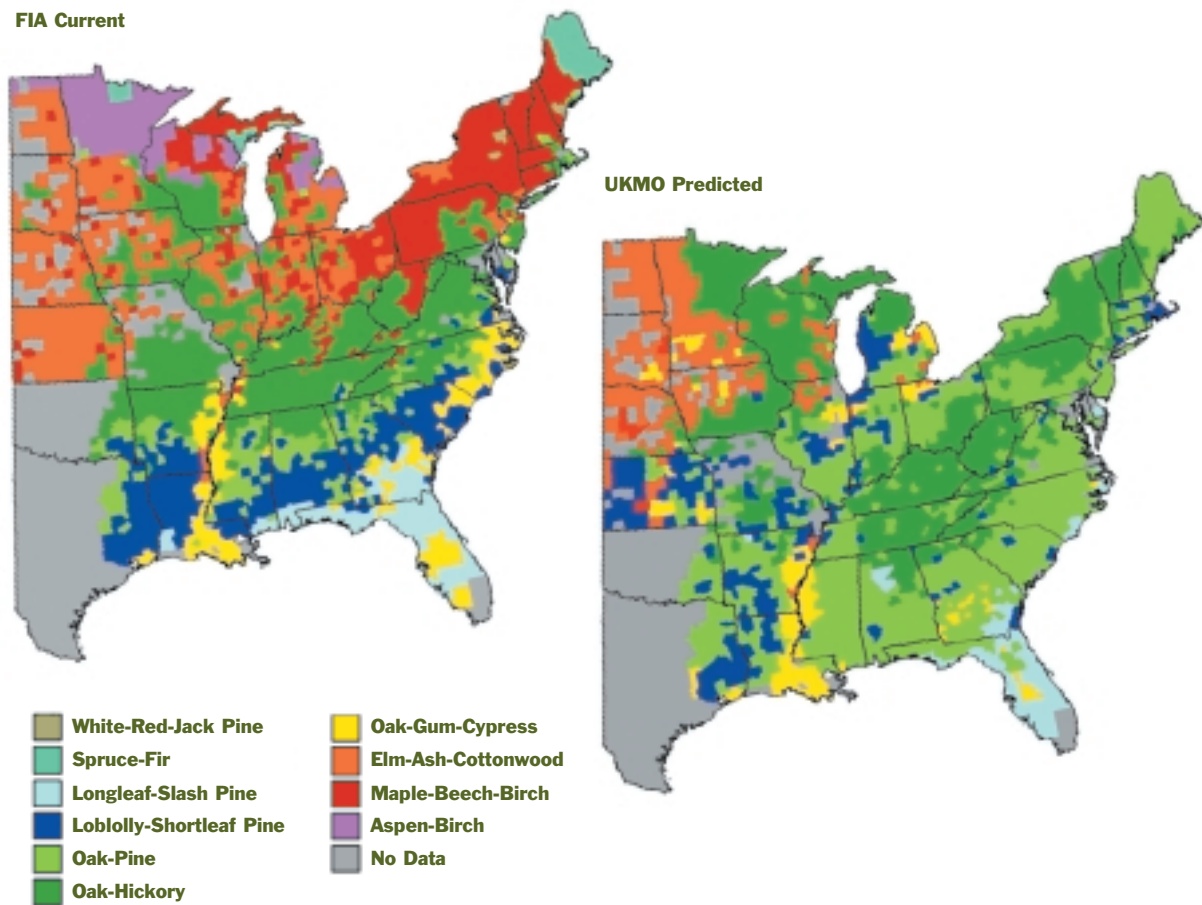 FIA Current
UKMO Predicted
White-Red-Jack Pine
Spruce-Fir
Longleaf-Slash Pine
Loblolly-Shortleaf Pine
Oak-Pine
Oak-Hickory
Oak-Gum-Cypress
Elm-Ash-Cottonwood
Maple-Beech-Birch
Aspen-Birch
No Data